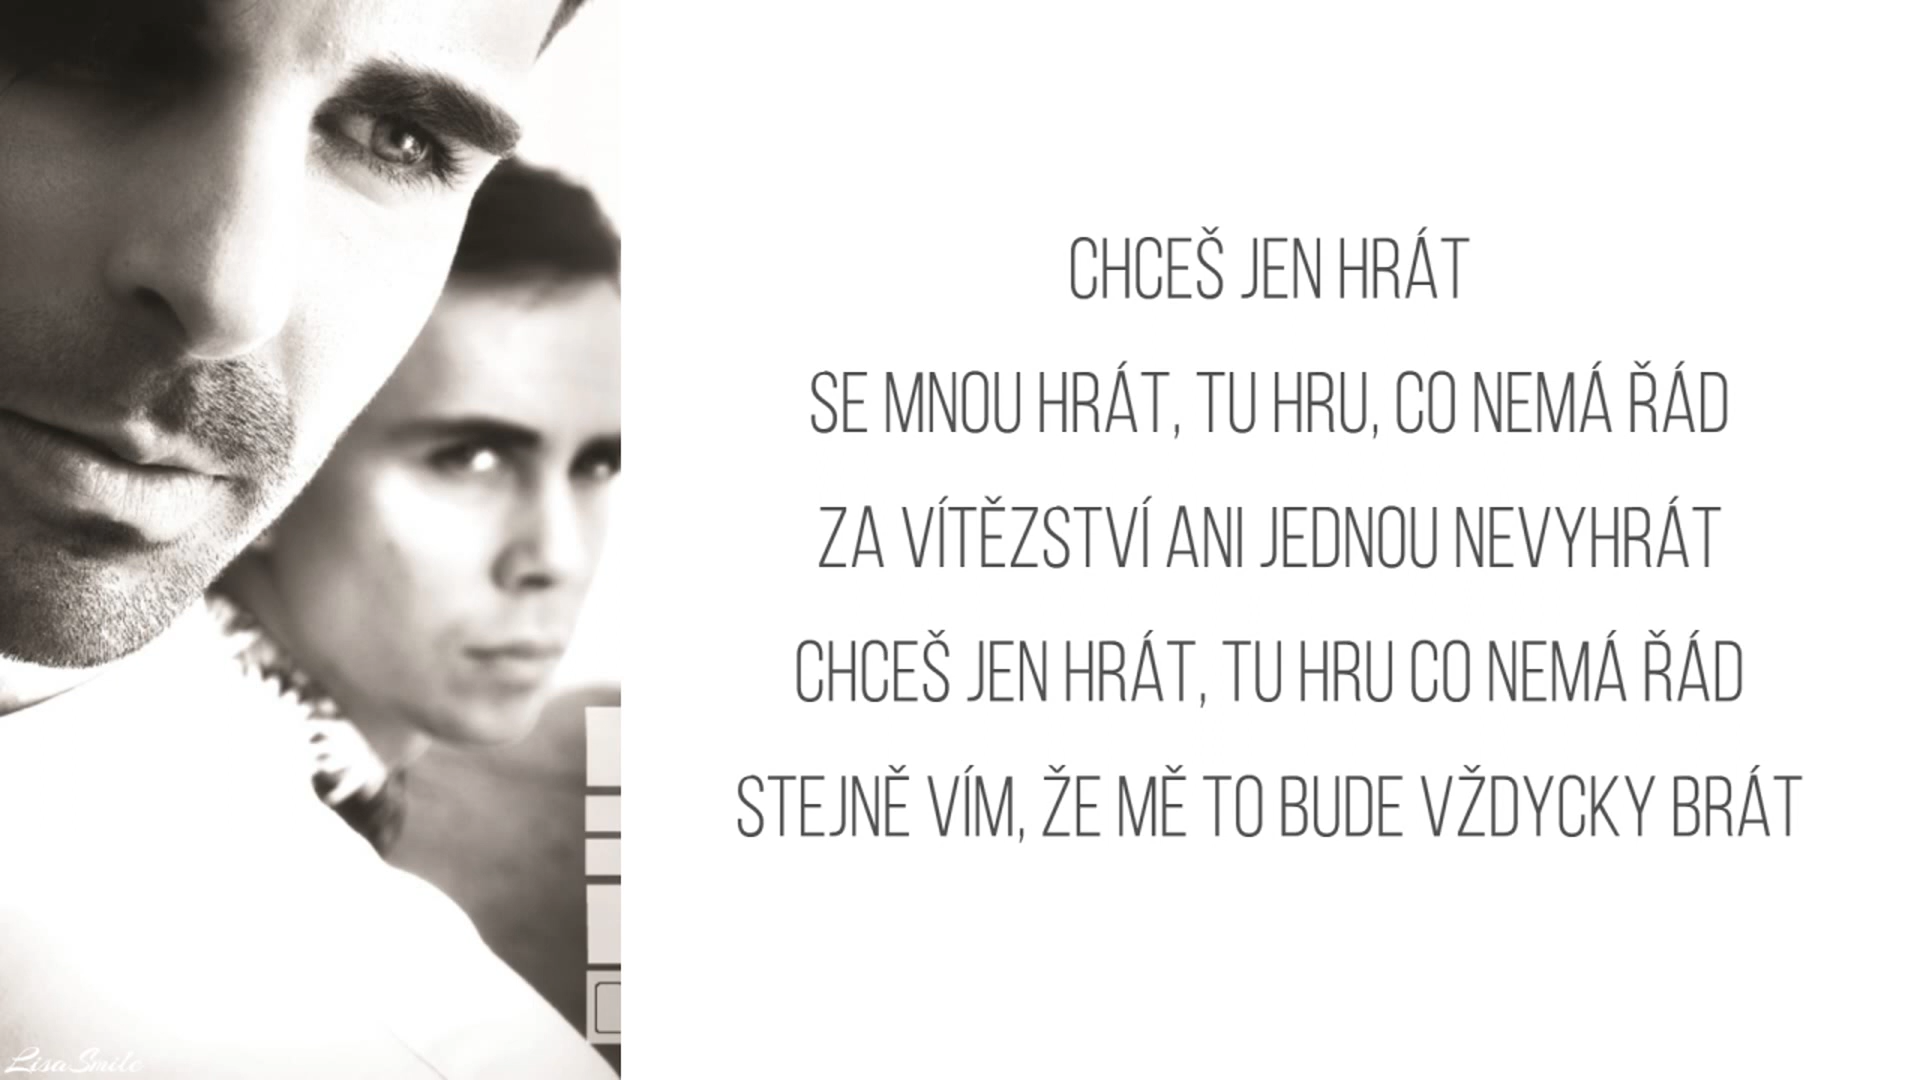 CHCEŠ JEN HRÁT
SE MNOU HRÁT, TU HRU, CO NEMÁ ŘÁD
ZA VÍTĚZSTVÍ ANI JEDNOU NEVYHRÁT
CHCEŠ JEN HRÁT, TU HRU CO NEMÁ ŘÁD
STEJNĚ VÍM, ŽE MĚ TO BUDE VŽDYCKY BRÁT
LisaSmile